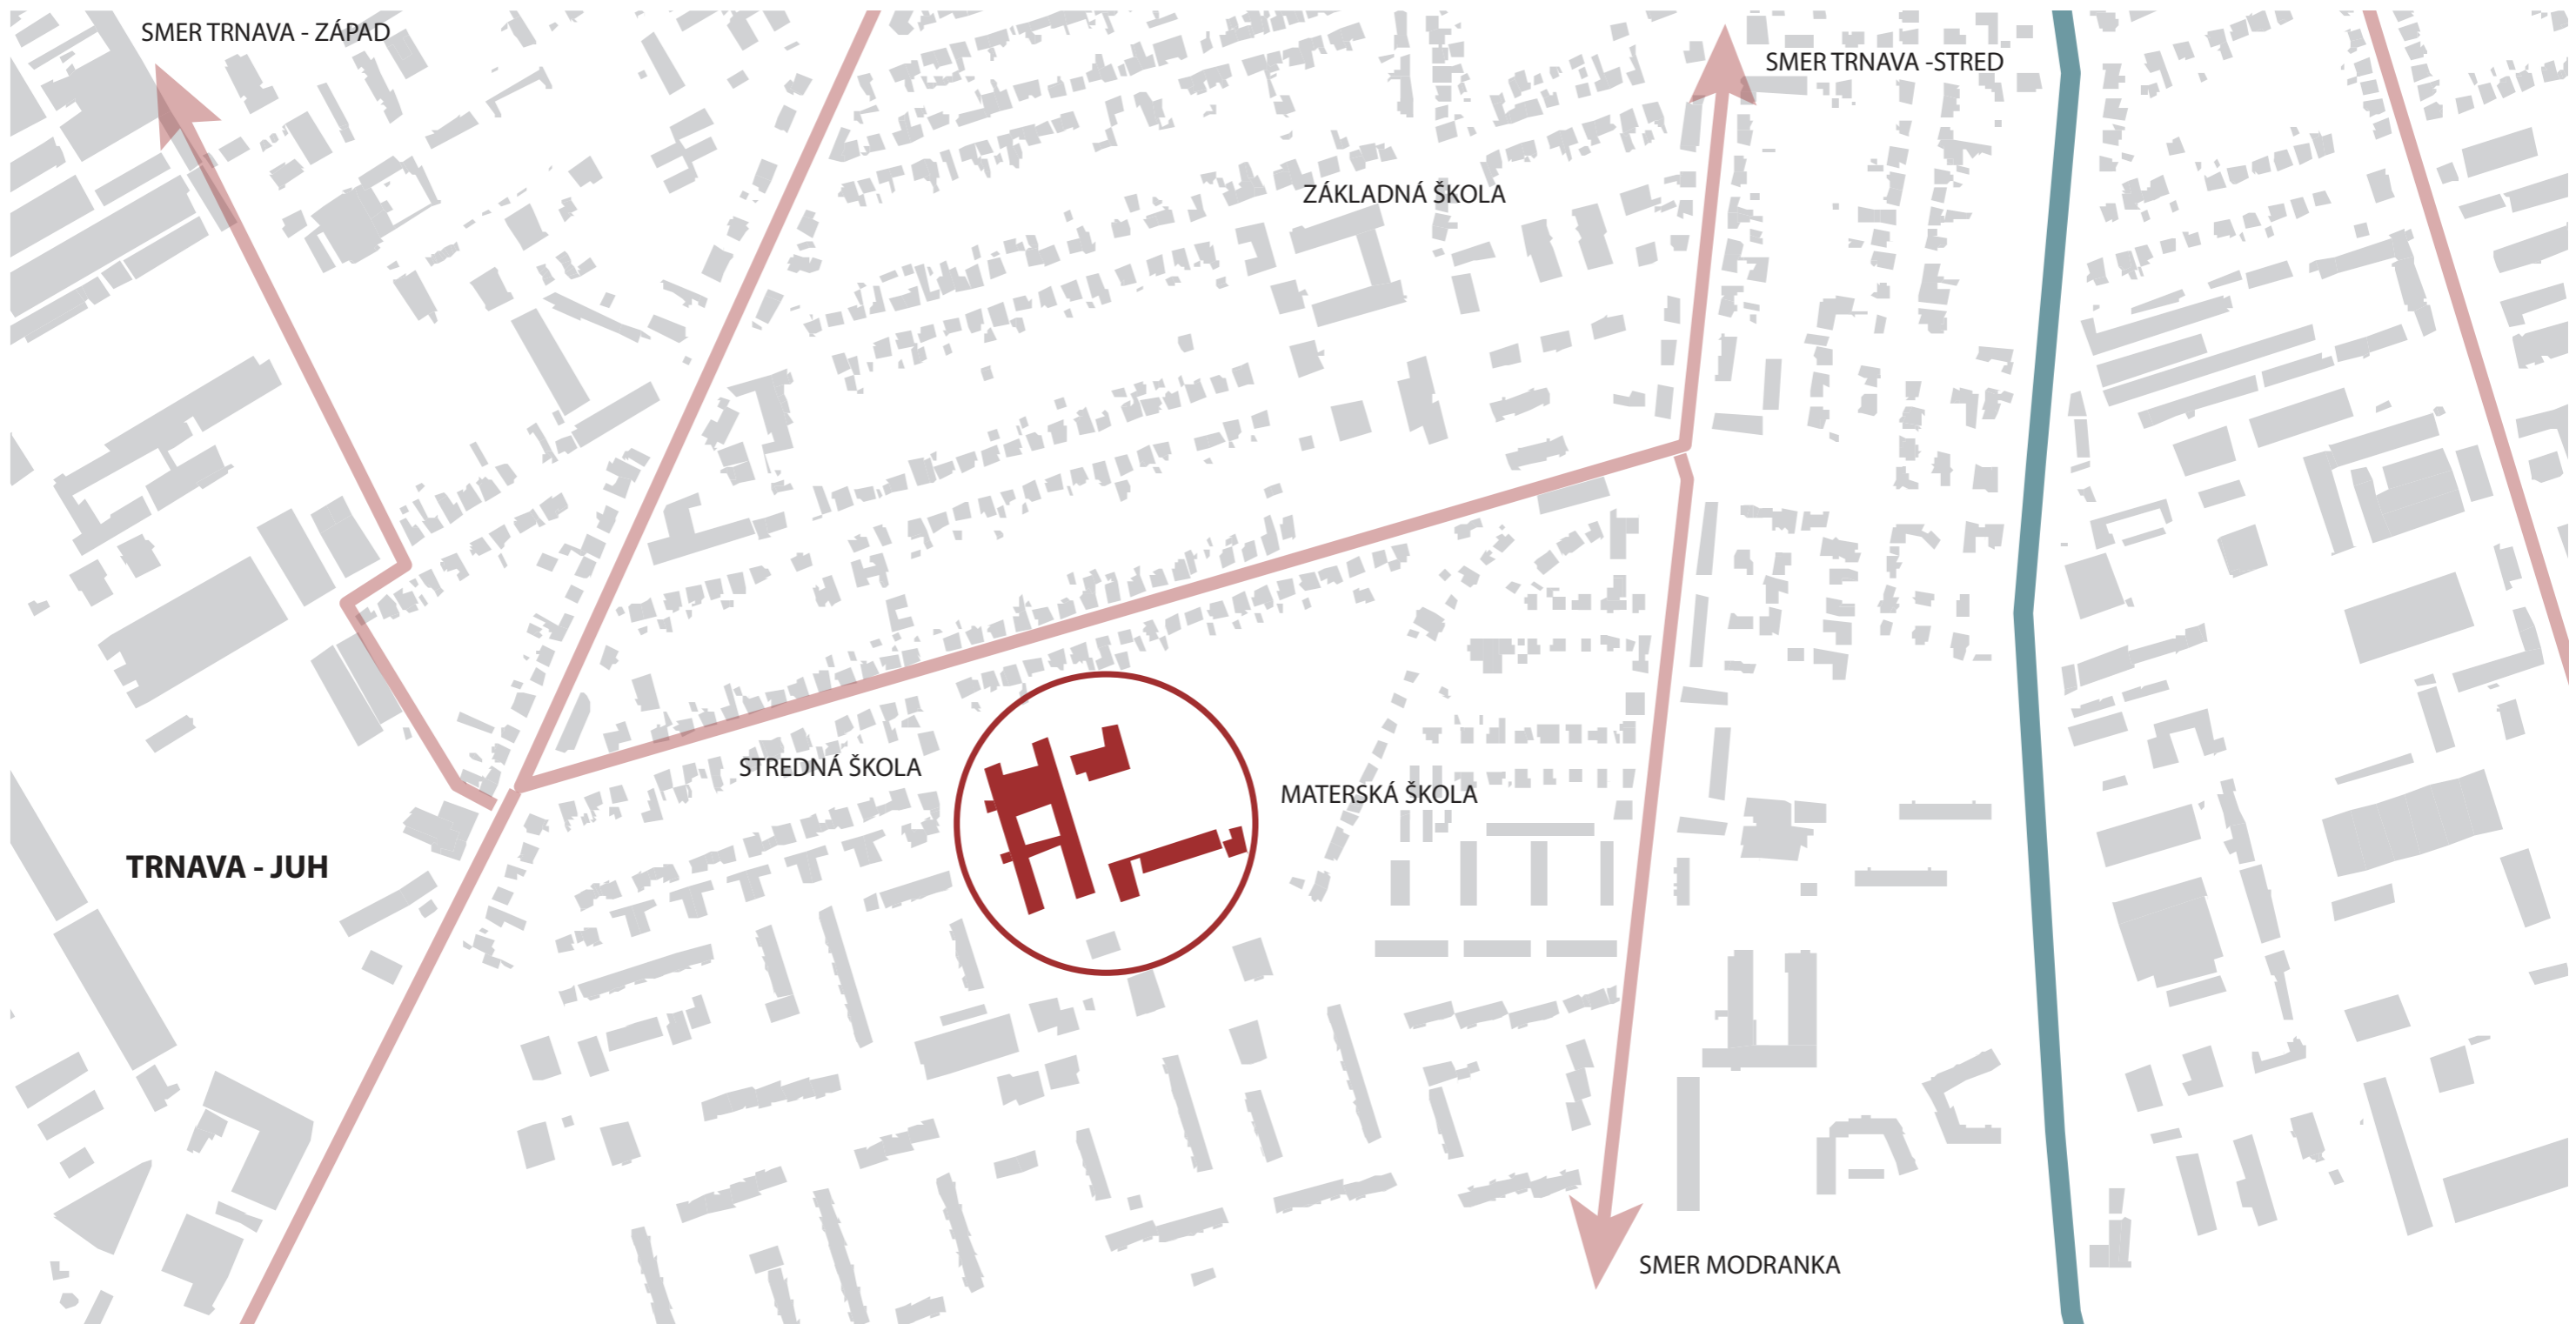 SMER TRNAVA - ZÁPAD
SMER TRNAVA -STRED
ZÁKLADNÁ ŠKOLA
STREDNÁ ŠKOLA
MATERSKÁ ŠKOLA
TRNAVA - JUH
SMER MODRANKA